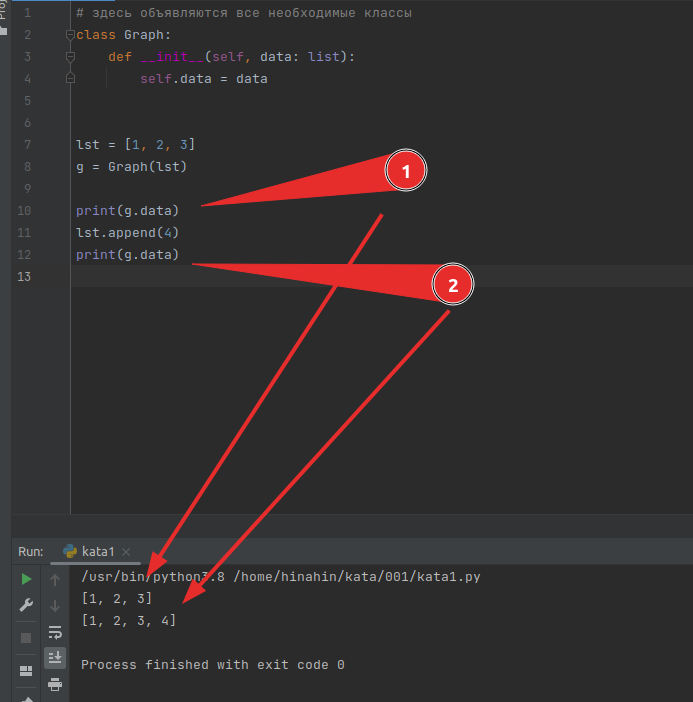 Proj
1 # здесь объявляются все необходимые классы
2 class Graph:
3 def __init__(self, data: list):
4 self.data = data
5
6
7 lst = [1, 2, 3]
8 g = Graph(lst)
9
10 print(g.data)
11 lst.append(4)
12 print(g.data)
13
1
2
Run: kata1 ×
/usr/bin/python3.8 /home/hinahin/kata/001/kata1.py
[1, 2, 3]
[1, 2, 3, 4]
Process finished with exit code 0